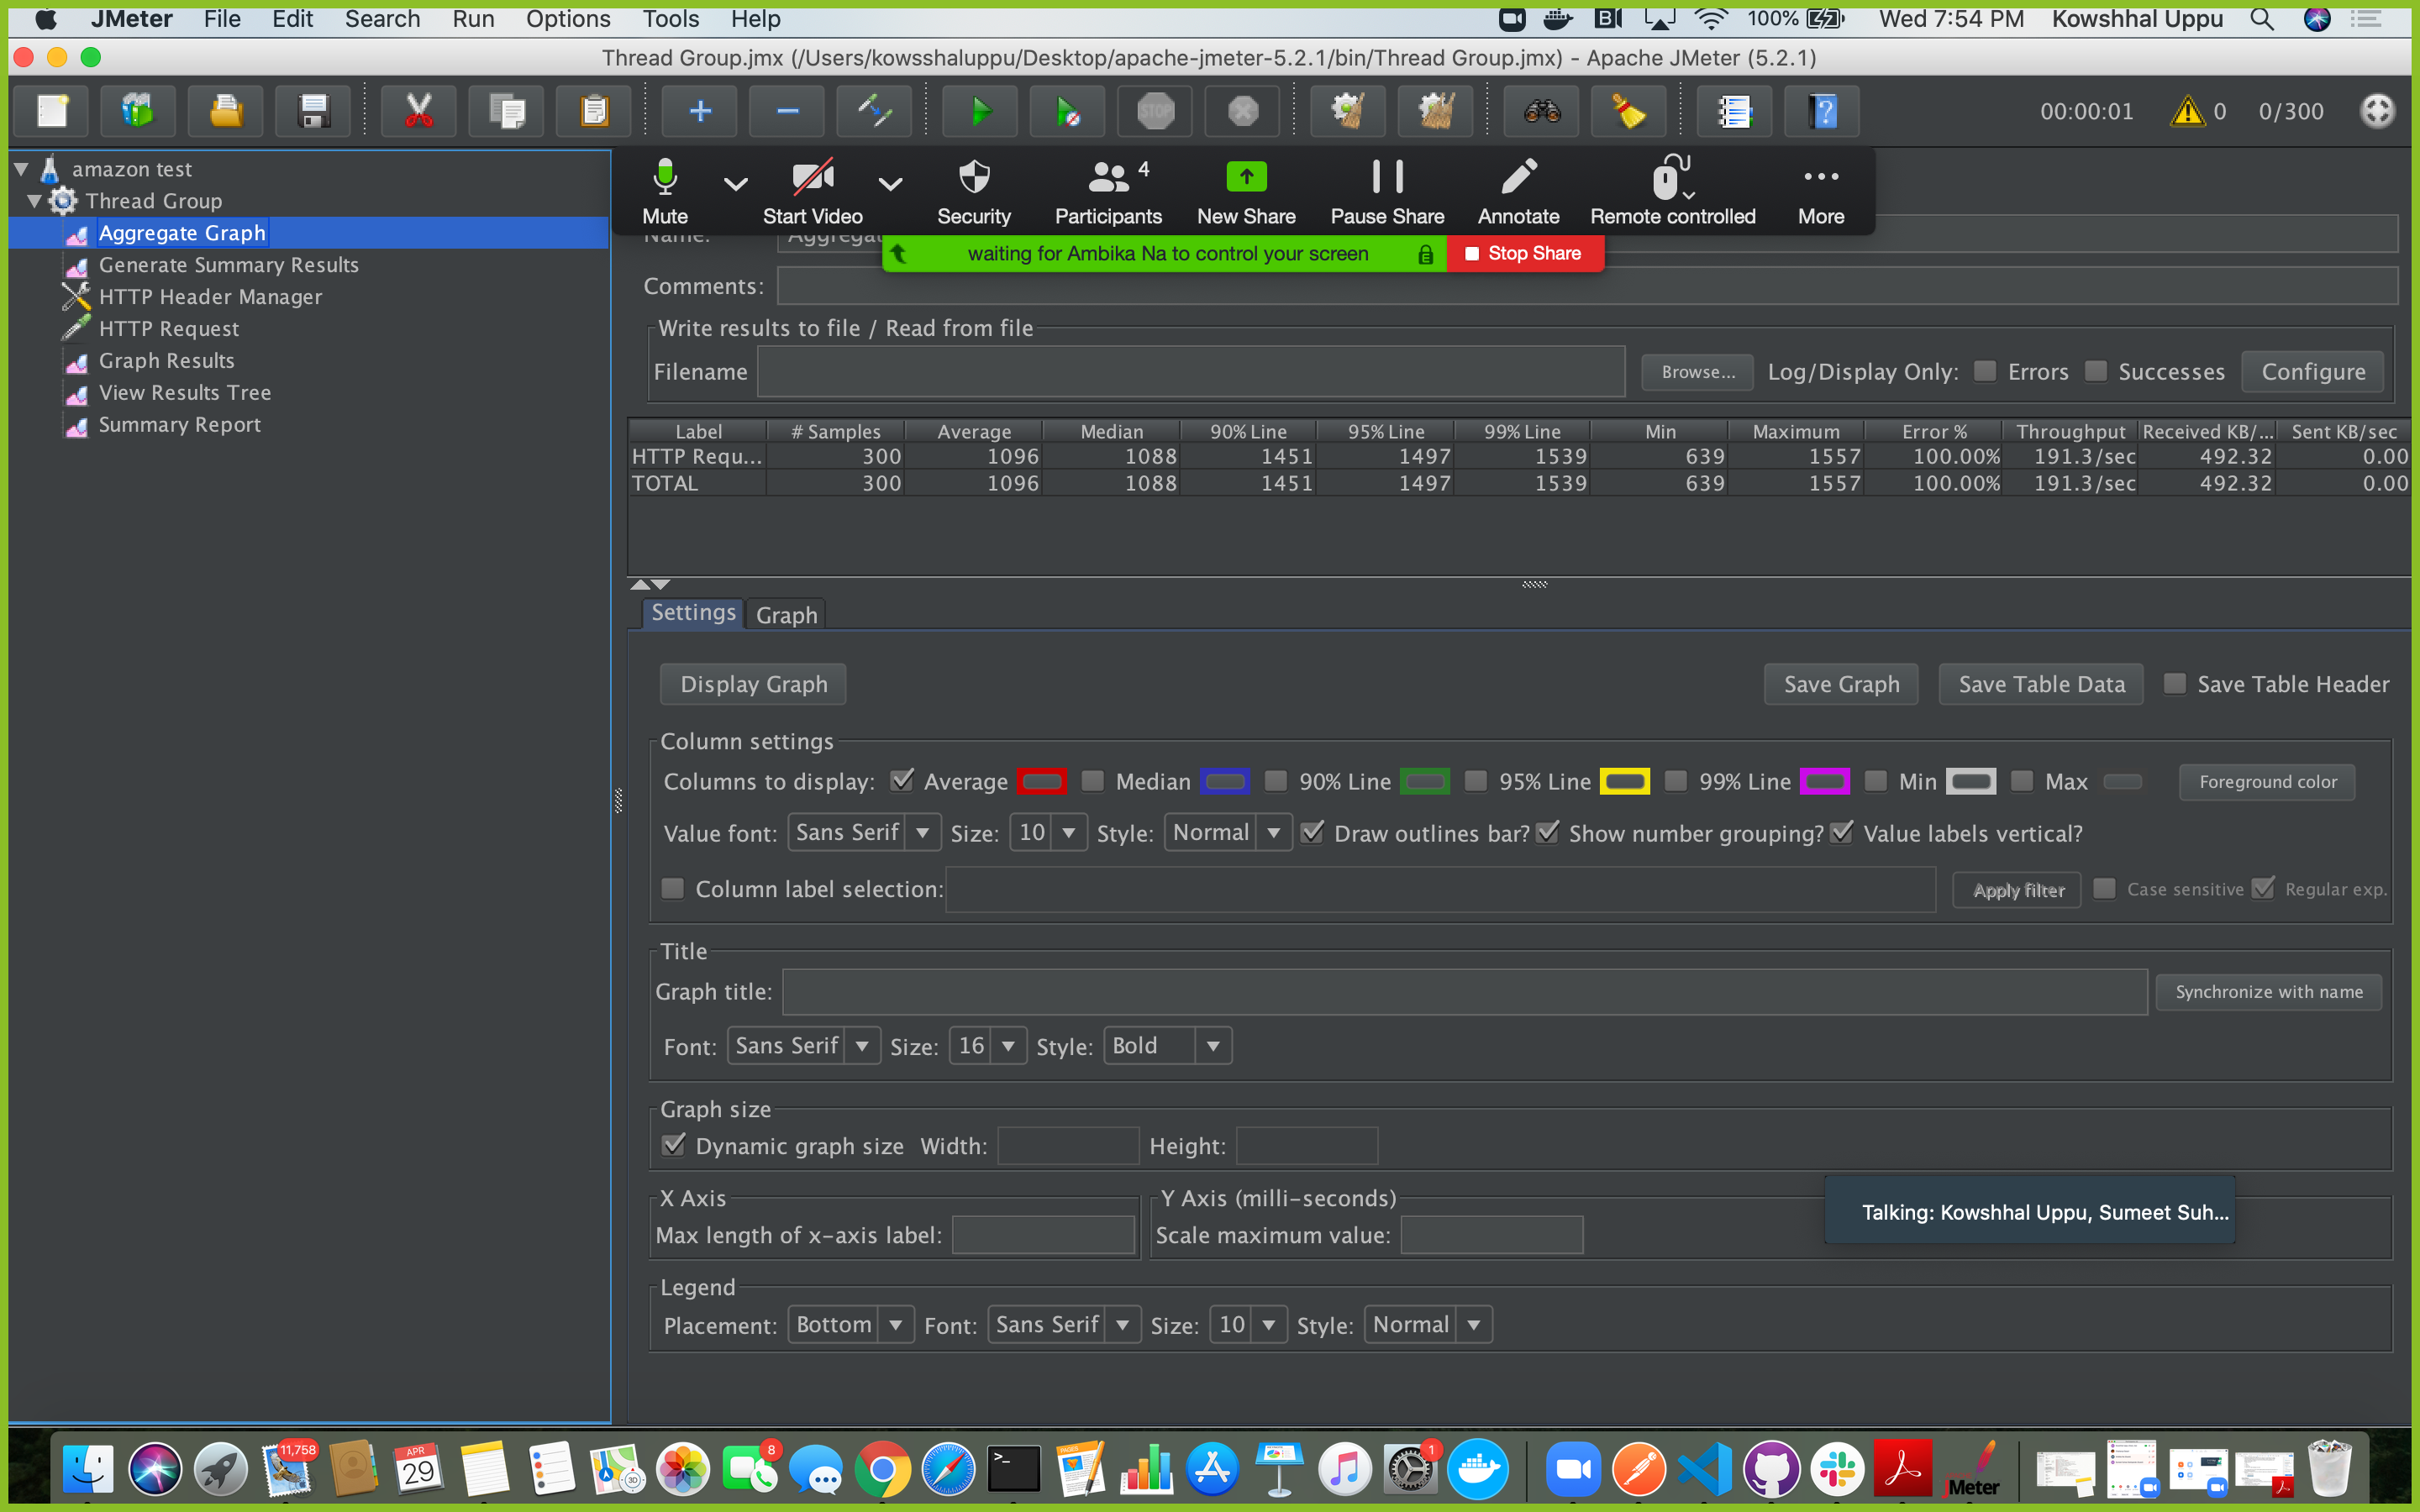 JMeter File Edit Search Run Options Tools Help 100% Wed 7:54 PM Kowshhal Uppu
Thread Group.jmx (/Users/kowsshaluppu/Desktop/apache-jmeter-5.2.1/bin/Thread Group.jmx) - Apache JMeter (5.2.1)
STOP 00:00:01 0 0/300
amazon test
Thread Group
Aggregate Graph
Generate Summary Results
HTTP Header Manager
HTTP Request
Graph Results
View Results Tree
Summary Report
4
Mute Start Video Security Participants New Share Pause Share Annotate Remote controlled More
Name: Aggregat
waiting for Ambika Na to control your screen Stop Share
Comments:
Write results to file / Read from file
Filename Browse... Log/Display Only: Errors Successes Configure
Label # Samples Average Median 90% Line 95% Line 99% Line Min Maximum Error % Throughput Received KB/... Sent KB/sec
HTTP Requ... 300 1096 1088 1451 1497 1539 639 1557 100.00% 191.3/sec 492.32 0.00
TOTAL 300 1096 1088 1451 1497 1539 639 1557 100.00% 191.3/sec 492.32 0.00
Settings Graph
Display Graph Save Graph Save Table Data Save Table Header
Column settings
Columns to display: Average Median 90% Line 95% Line 99% Line Min Max Foreground color
Value font: Sans Serif Size: 10 Style: Normal Draw outlines bar? Show number grouping? Value labels vertical?
Column label selection: Apply filter Case sensitive Regular exp.
Title
Graph title: Synchronize with name
Font: Sans Serif Size: 16 Style: Bold
Graph size
Dynamic graph size Width: Height:
X Axis Y Axis (milli-seconds)
Max length of x-axis label: Scale maximum value:
Talking: Kowshhal Uppu, Sumeet Suh...
Legend
Placement: Bottom Font: Sans Serif Size: 10 Style: Normal
11,758 APR 29 3D 8 PAGES 1 JMeter